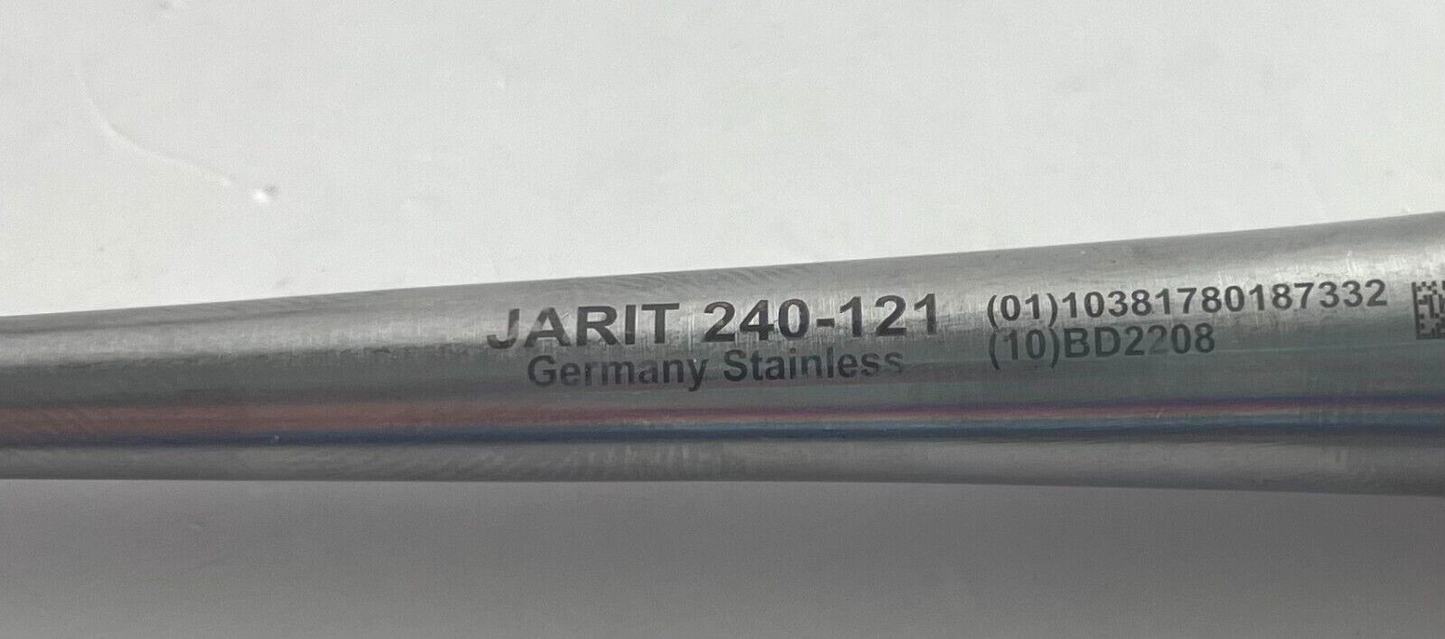 JARIT 240-121
Germany Stainless
(01)10381780187332
(10)BD2208